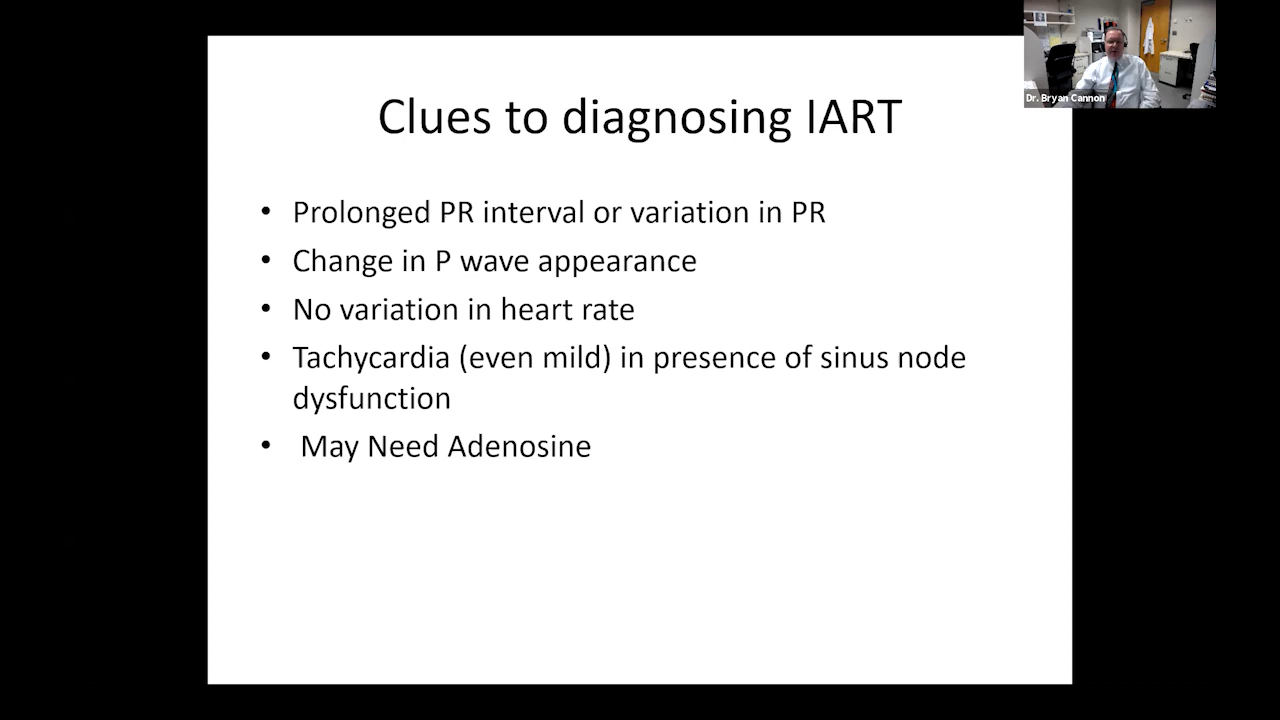 Dr. Bryan Cannon
Clues to diagnosing IART
• Prolonged PR interval or variation in PR
• Change in P wave appearance
• No variation in heart rate
• Tachycardia (even mild) in presence of sinus node
dysfunction
• May Need Adenosine